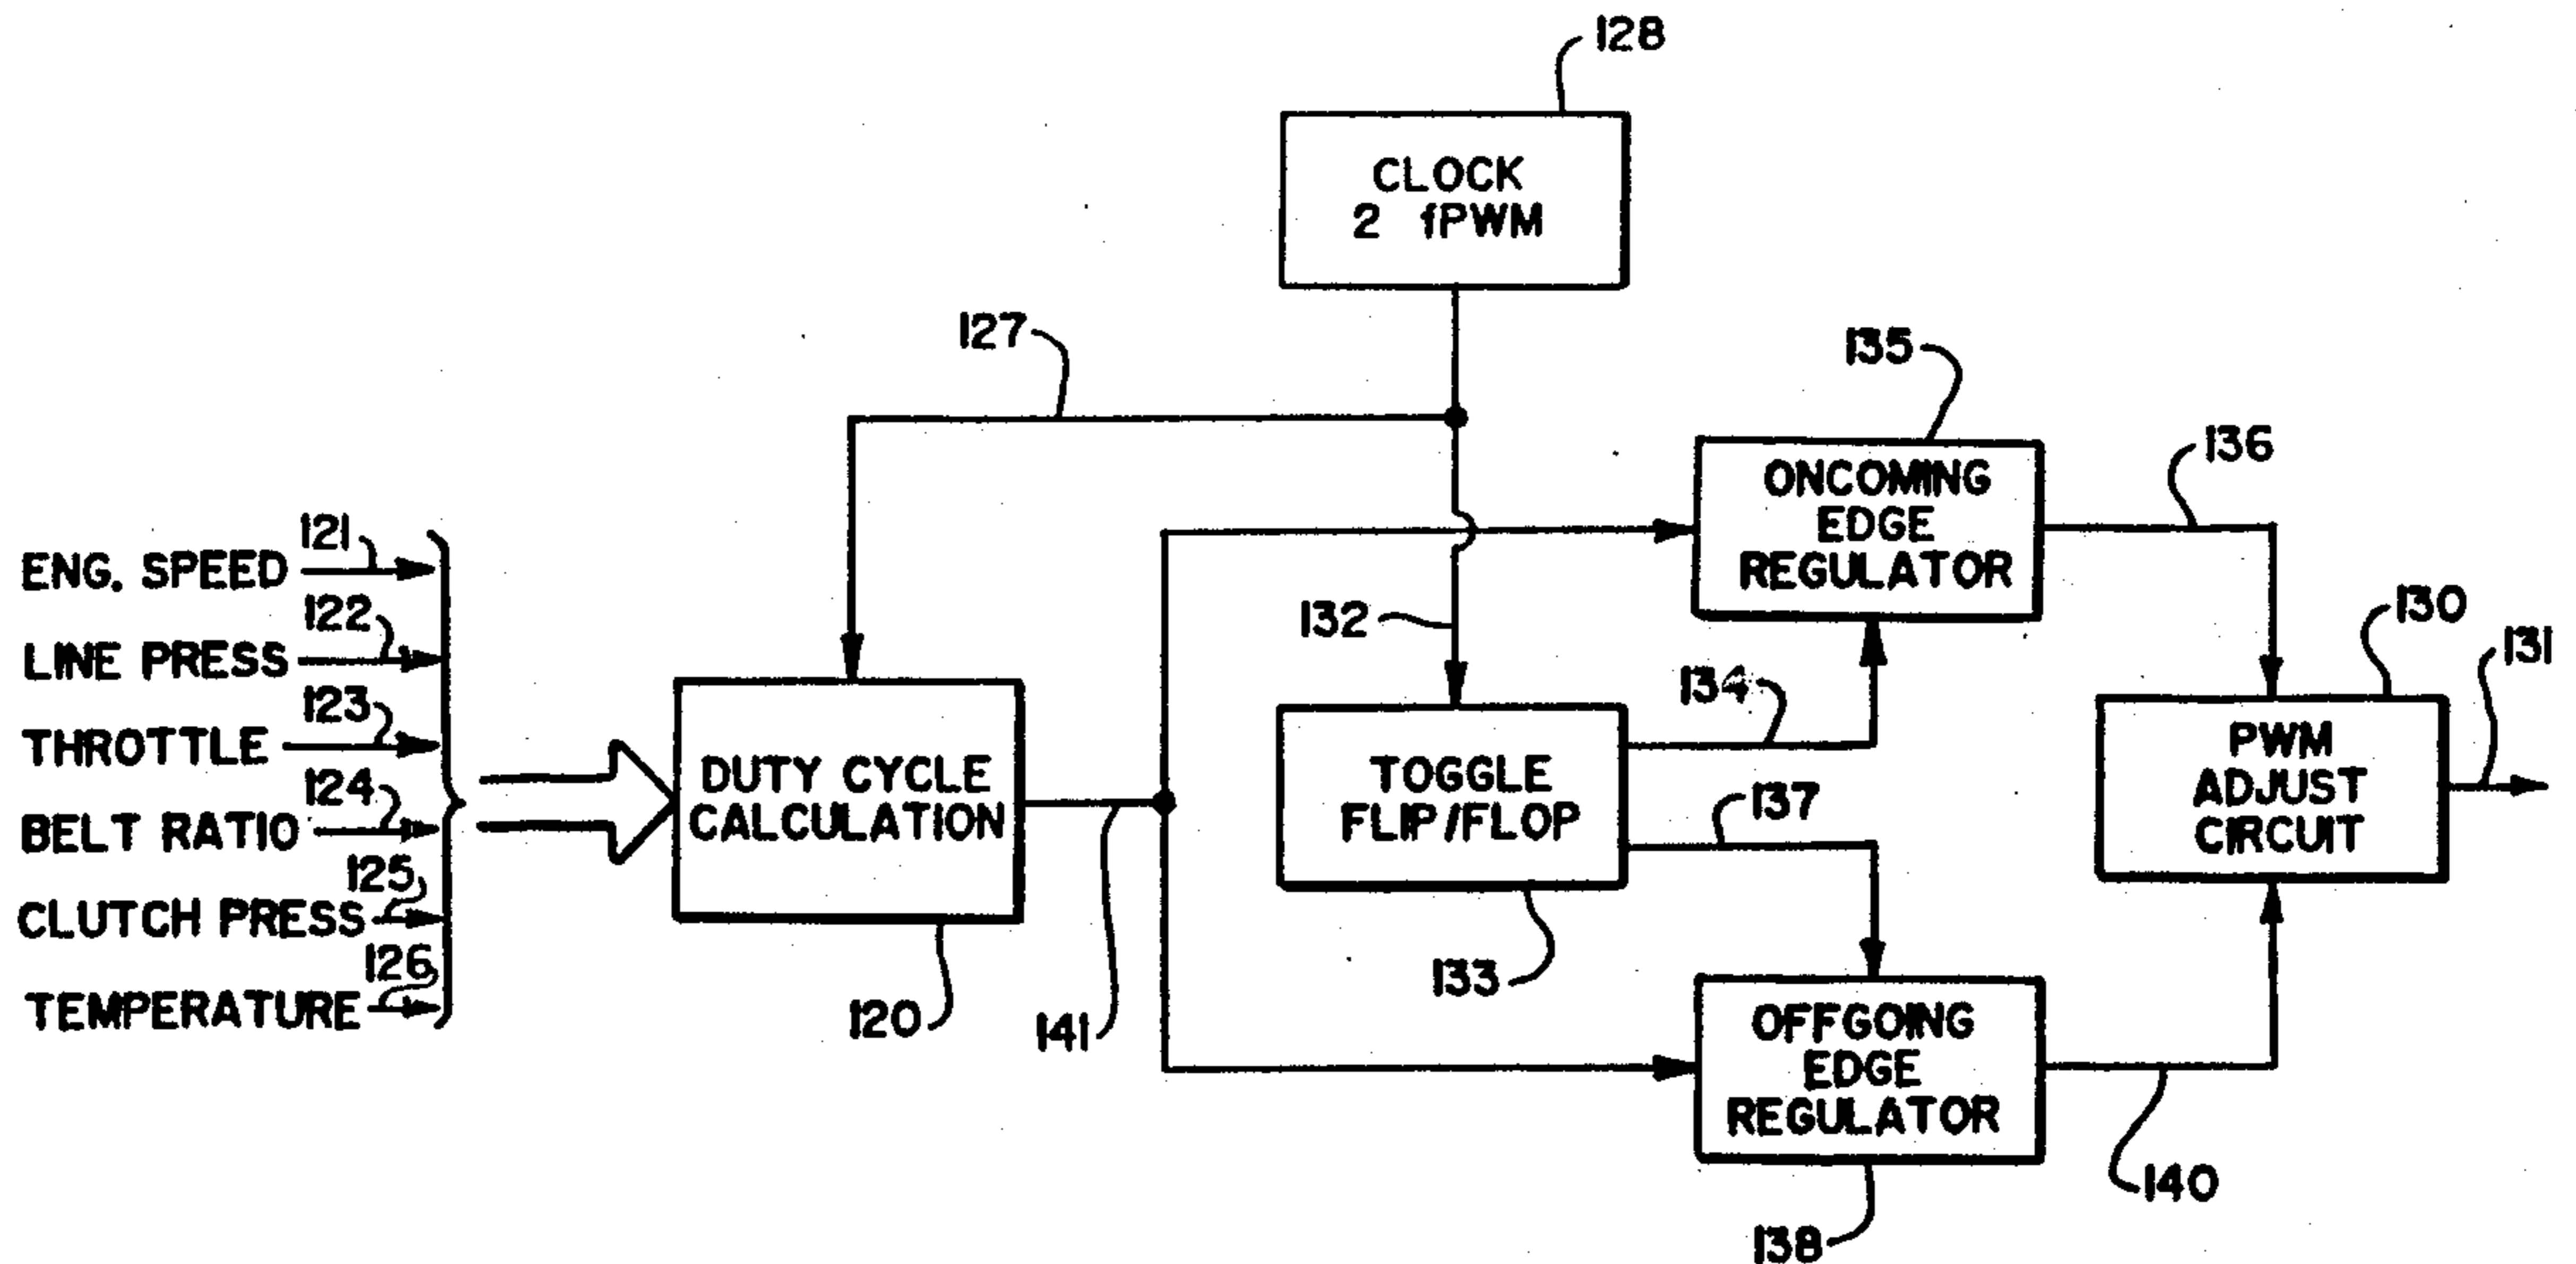 128
CLOCK
2 fPWM
127
135
ONCOMING
EDGE
REGULATOR
136
121
ENG. SPEED
122
LINE PRESS
123
THROTTLE
124
BELT RATIO
125
CLUTCH PRESS
126
TEMPERATURE
DUTY CYCLE
CALCULATION
120
141
132
TOGGLE
FLIP/FLOP
133
134
137
130
PWM
ADJUST
CIRCUIT
131
OFFGOING
EDGE
REGULATOR
138
140